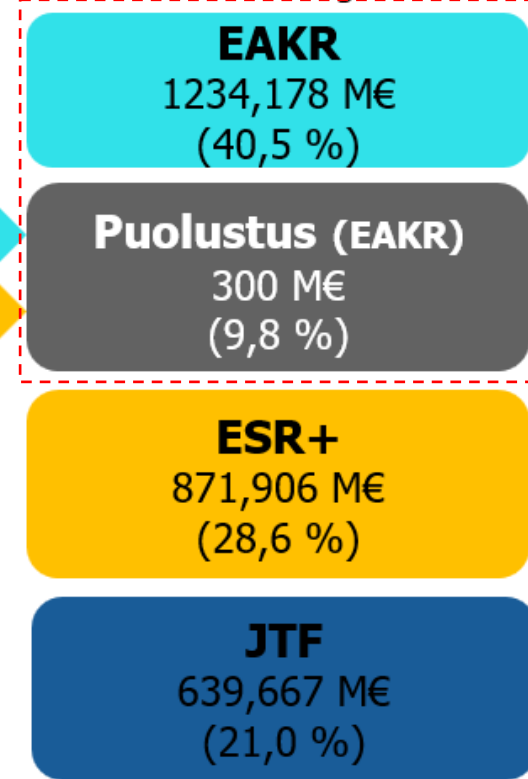 EAKR
1234,178 M€
(40,5 %)
Puolustus (EAKR)
300 M€
(9,8 %)
ESR+
871,906 M€
(28,6 %)
JTF
639,667 M€
(21,0 %)